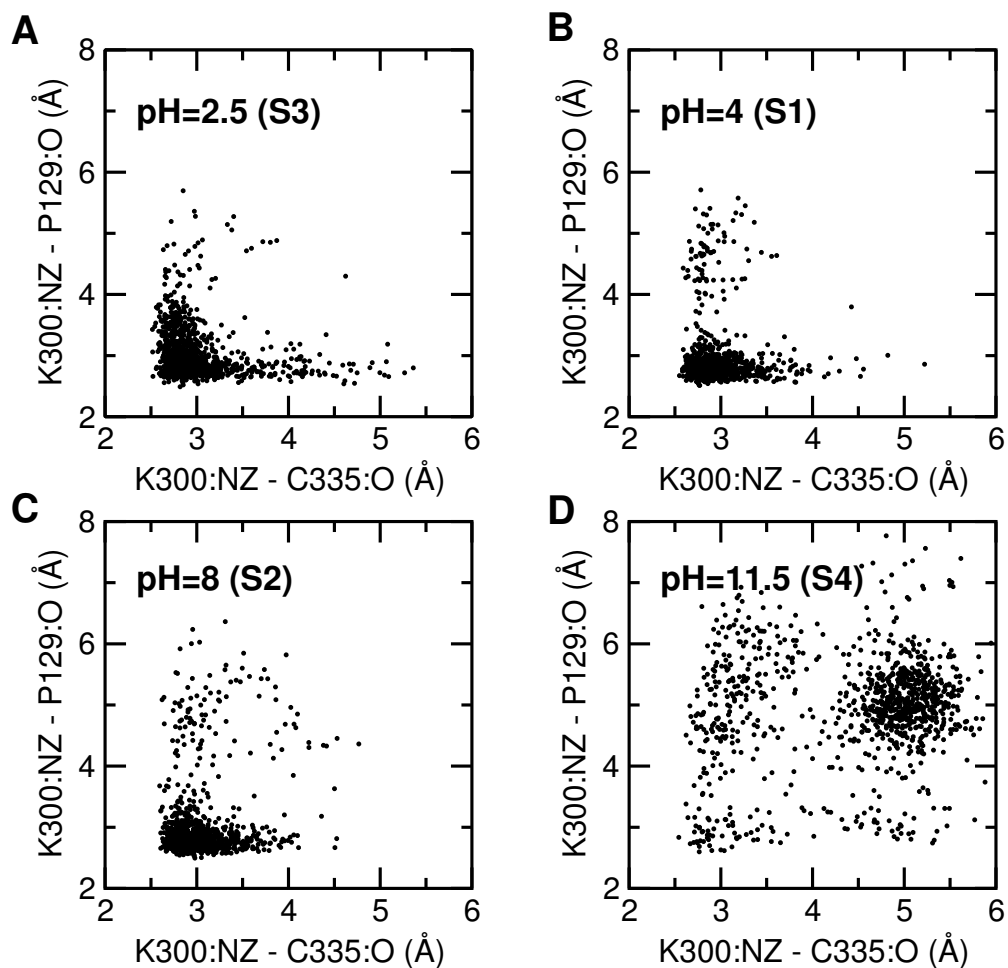 A
8
6
4
2
K300:NZ - P129:O (Å)
pH=2.5 (S3)
2 3 4 5 6
K300:NZ - C335:O (Å)
B
8
6
4
2
K300:NZ - P129:O (Å)
pH=4 (S1)
2 3 4 5 6
K300:NZ - C335:O (Å)
C
8
6
4
2
K300:NZ - P129:O (Å)
pH=8 (S2)
2 3 4 5 6
K300:NZ - C335:O (Å)
D
8
6
4
2
K300:NZ - P129:O (Å)
pH=11.5 (S4)
2 3 4 5 6
K300:NZ - C335:O (Å)